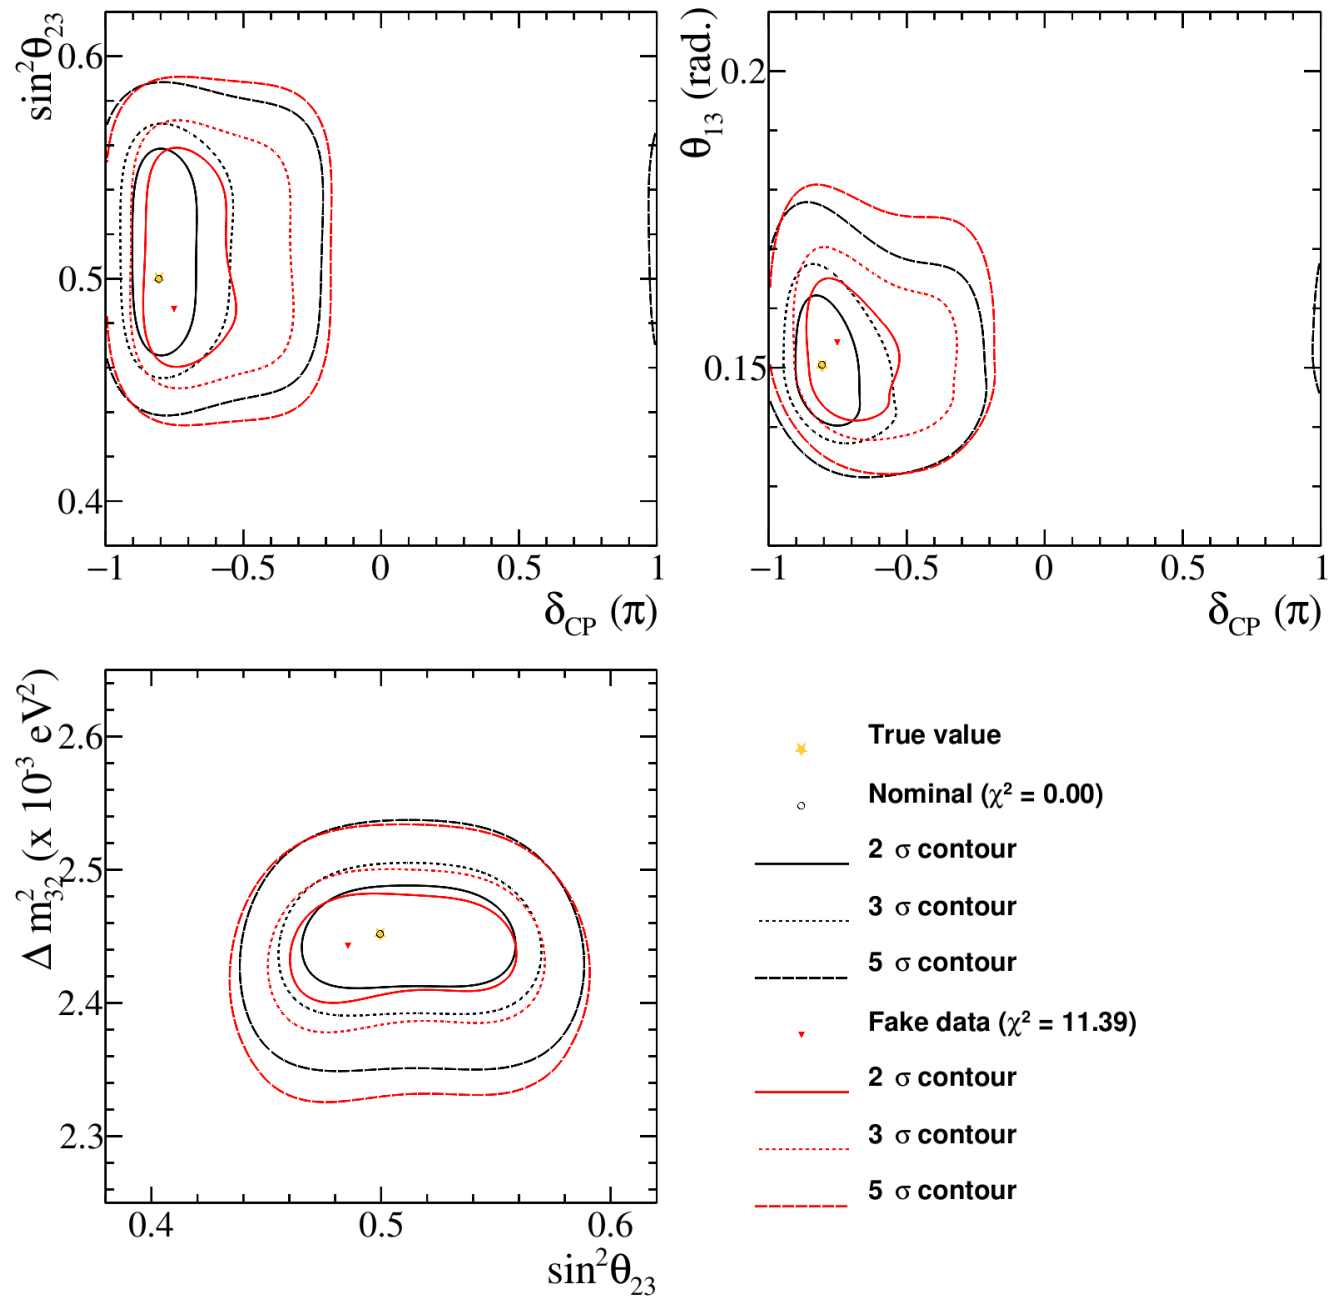 sin²θ₂₃
0.6
0.5
0.4
−1
−0.5
0
0.5
1
δCP (π)
θ₁₃ (rad.)
0.2
0.15
−1
−0.5
0
0.5
1
δCP (π)
Δ m²₃₂ (x 10⁻³ eV²)
2.6
2.5
2.4
2.3
0.4
0.5
0.6
sin²θ₂₃
True value
Nominal (χ² = 0.00)
2 σ contour
3 σ contour
5 σ contour
Fake data (χ² = 11.39)
2 σ contour
3 σ contour
5 σ contour